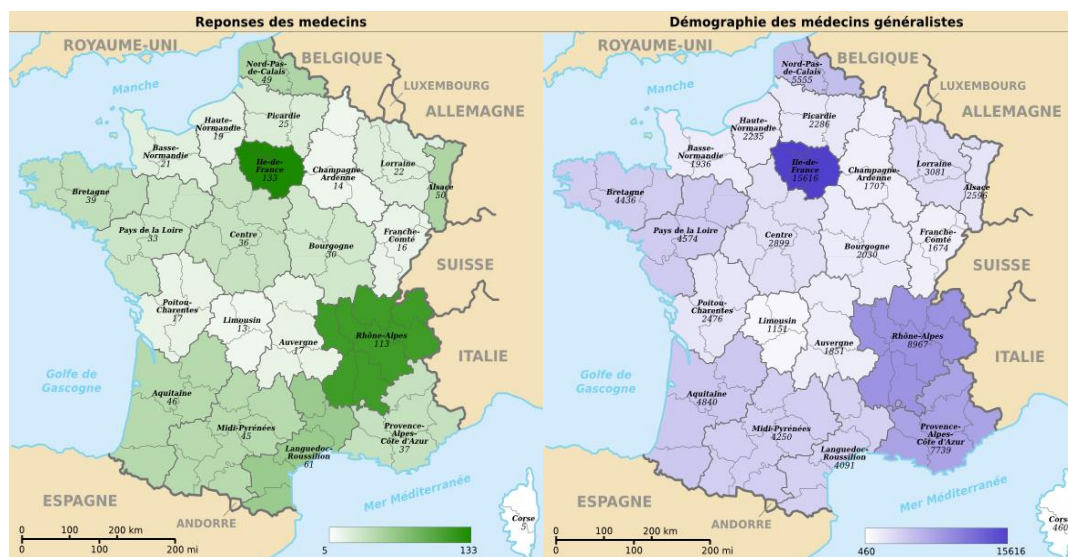 Reponses des medecins
ROYAUME-UNI
BELGIQUE
LUXEMBOURG
ALLEMAGNE
Manche
Nord-Pas-
de-Calais
49
Picardie
25
Haute-
Normandie
19
Basse-
Normandie
21
Ile-de-
France
133
Champagne-
Ardenne
14
Lorraine
22
Alsace
50
Bretagne
39
Pays de la Loire
33
Centre
36
Bourgogne
30
Franche-
Comté
16
SUISSE
Poitou-
Charentes
17
Limousin
13
Auvergne
17
Rhône-Alpes
113
ITALIE
Golfe de
Gascogne
Aquitaine
46
Midi-Pyrénées
45
Languedoc-
Roussillon
61
Provence-
Alpes-
Côte d'Azur
37
Mer Méditerranée
ESPAGNE
ANDORRE
Corse
5
0 100 200 km
0 100 200 mi
5 133
Démographie des médecins généralistes
ROYAUME-UNI
BELGIQUE
LUXEMBOURG
ALLEMAGNE
Manche
Nord-Pas-
de-Calais
5555
Picardie
2286
Haute-
Normandie
2235
Basse-
Normandie
1936
Ile-de-
France
15616
Champagne-
Ardenne
1707
Lorraine
3081
Alsace
2596
Bretagne
4436
Pays de la Loire
4574
Centre
2899
Bourgogne
2030
Franche-
Comté
1674
SUISSE
Poitou-
Charentes
2476
Limousin
1151
Auvergne
1851
Rhône-Alpes
8967
ITALIE
Golfe de
Gascogne
Aquitaine
4840
Midi-Pyrénées
4250
Languedoc-
Roussillon
4091
Provence-
Alpes-
Côte d'Azur
7739
Mer Méditerranée
ESPAGNE
ANDORRE
Cors
460
0 100 200 km
0 100 200 mi
460 15616